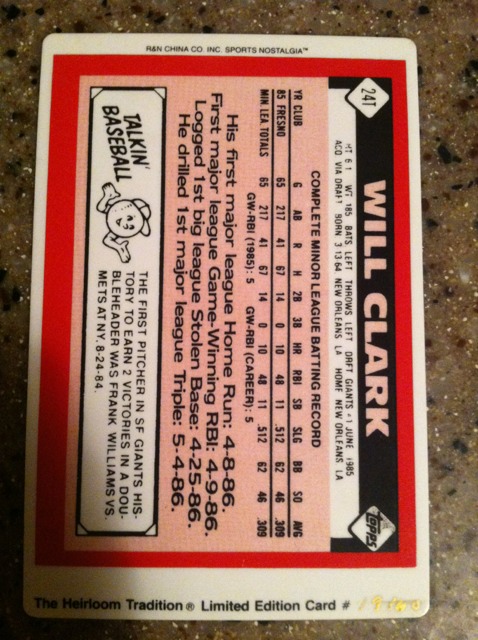 R&N CHINA CO. INC. SPORTS NOSTALGIA™
24T
WILL CLARK
topps
HT 6 1 WT 185 BATS LEFT THROWS LEFT DRFT GIANTS #1 JUNE 1985
ACQ VIA DRAFT BORN 3 13 64 NEW ORLEANS LA HOME NEW ORLEANS LA
COMPLETE MINOR LEAGUE BATTING RECORD
YR CLUB G AB R H 2B 3B HR RBI SB SLG BB SO AVG
85 FRESNO 65 217 41 67 14 0 10 48 11 .512 62 46 .309
MIN LEA TOTALS 65 217 41 67 14 0 10 48 11 .512 62 46 .309
GW-RBI (1985): 5 GW-RBI (CAREER): 5
His first major league Home Run: 4-8-86.
First major league Game-Winning RBI: 4-9-86.
Logged 1st big league Stolen Base: 4-25-86.
He drilled 1st major league Triple: 5-4-86.
TALKIN'
BASEBALL
THE FIRST PITCHER IN SF GIANTS HIS-
TORY TO EARN 2 VICTORIES IN A DOU-
BLEHEADER WAS FRANK WILLIAMS VS.
METS AT NY, 8-24-84.
The Heirloom Tradition® Limited Edition Card #